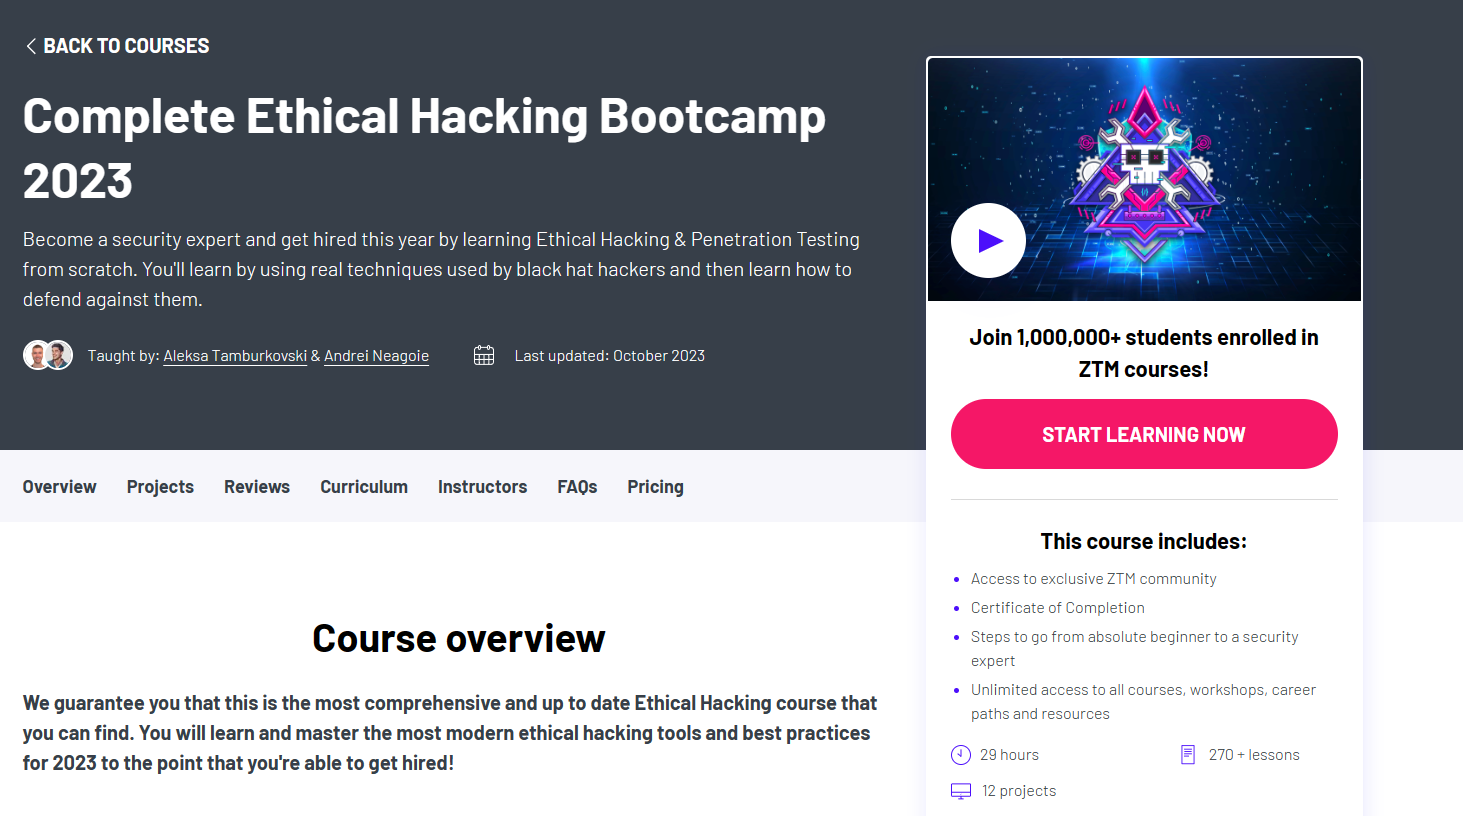 BACK TO COURSES
Complete Ethical Hacking Bootcamp
2023
Become a security expert and get hired this year by learning Ethical Hacking & Penetration Testing
from scratch. You'll learn by using real techniques used by black hat hackers and then learn how to
defend against them.
Taught by: Aleksa Tamburkovski & Andrei Neagoie
Last updated: October 2023
Join 1,000,000+ students enrolled in
ZTM courses!
START LEARNING NOW
Overview Projects Reviews Curriculum Instructors FAQs Pricing
This course includes:
Access to exclusive ZTM community
Certificate of Completion
Steps to go from absolute beginner to a security
expert
Unlimited access to all courses, workshops, career
paths and resources
29 hours
270 + lessons
12 projects
Course overview
We guarantee you that this is the most comprehensive and up to date Ethical Hacking course that
you can find. You will learn and master the most modern ethical hacking tools and best practices
for 2023 to the point that you're able to get hired!